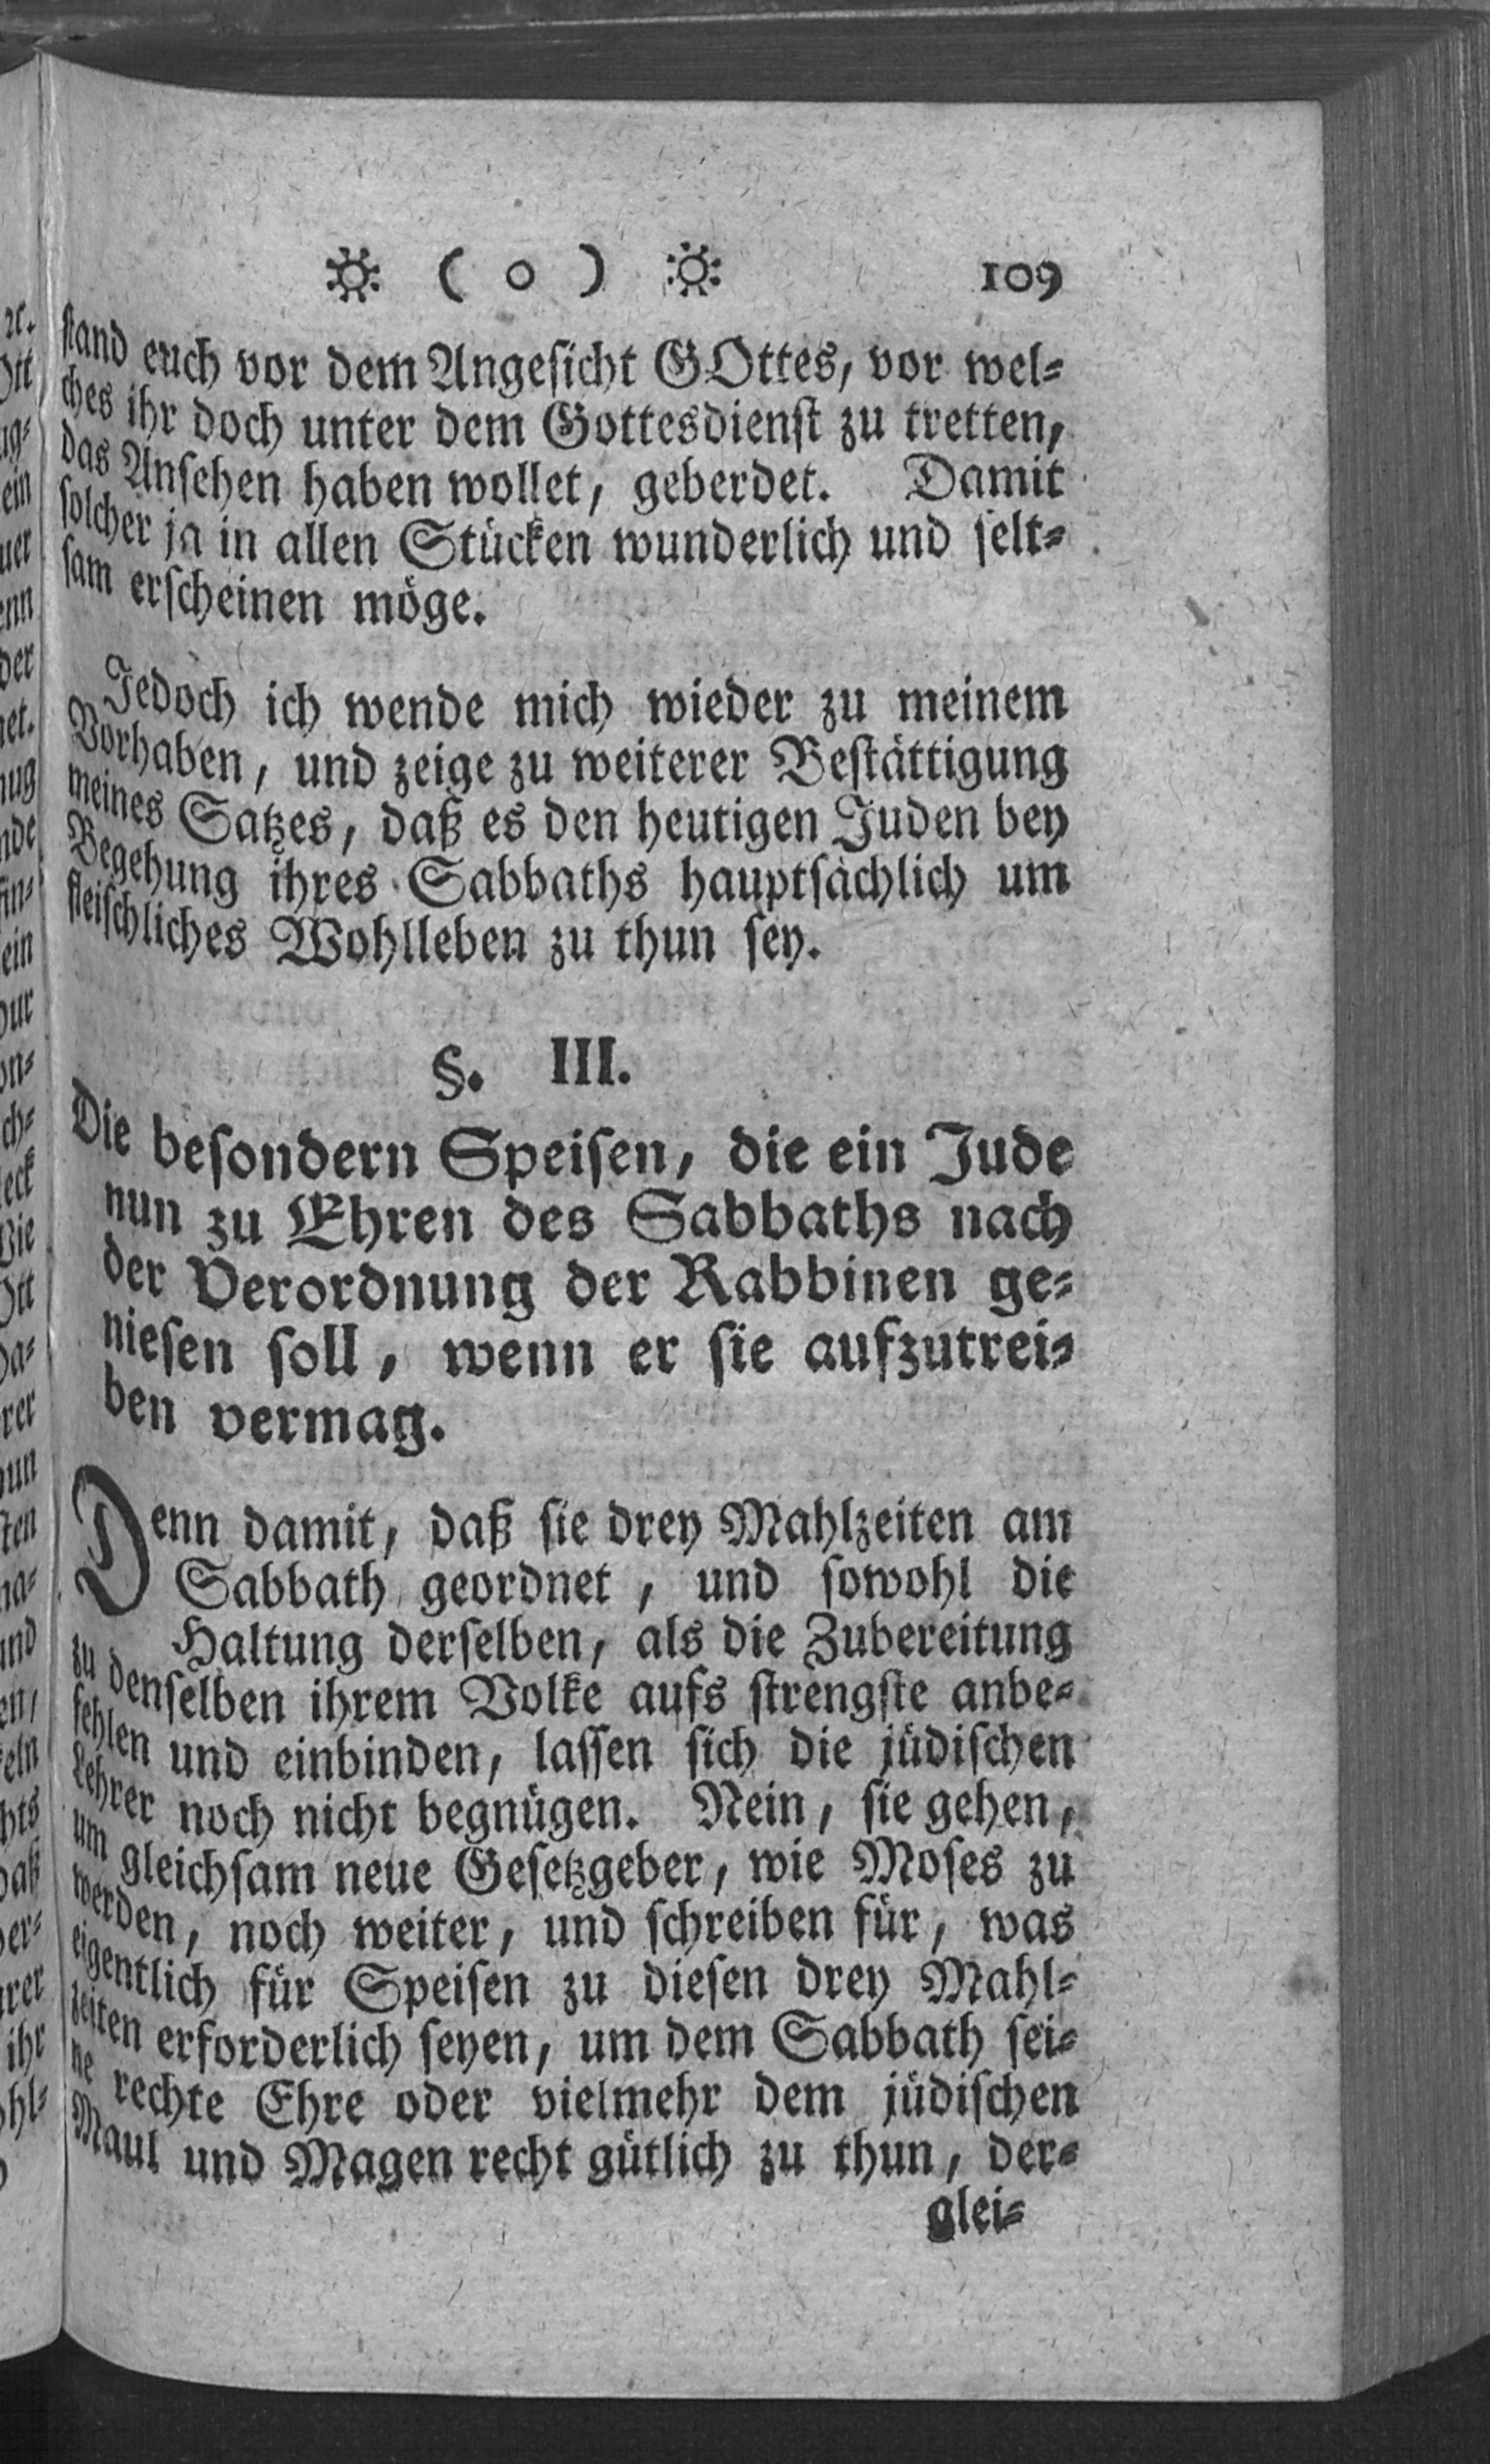 ☼ ( o ) ☼ 109
ſtand euch vor dem Angeſicht GOttes, vor wel⸗
ches ihr doch unter dem Gottesdienſt zu tretten,
das Anſehen haben wollet, geberdet. Damit
ſolcher ja in allen Stücken wunderlich und ſelt⸗
ſam erſcheinen möge.
Jedoch ich wende mich wieder zu meinem
Vorhaben, und zeige zu weiterer Beſtättigung
meines Satzes, daß es den heutigen Juden bey
Begehung ihres Sabbaths hauptſächlich um
fleiſchliches Wohlleben zu thun ſey.
§. III.
Die beſondern Speiſen, die ein Jude
nun zu Ehren des Sabbaths nach
der Verordnung der Rabbinen ge⸗
nieſen ſoll, wenn er ſie aufzutrei⸗
ben vermag.
Denn damit, daß ſie drey Mahlzeiten am
Sabbath geordnet, und ſowohl die
Haltung derſelben, als die Zubereitung
zu denſelben ihrem Volke aufs ſtrengſte anbe⸗
fehlen und einbinden, laſſen ſich die jüdiſchen
Lehrer noch nicht begnügen. Nein, ſie gehen,
um gleichſam neue Geſetzgeber, wie Moſes zu
werden, noch weiter, und ſchreiben für, was
eigentlich für Speiſen zu dieſen drey Mahl⸗
zeiten erforderlich ſeyen, um dem Sabbath ſei⸗
ne rechte Ehre oder vielmehr dem jüdiſchen
Maul und Magen recht gütlich zu thun, der⸗
glei⸗